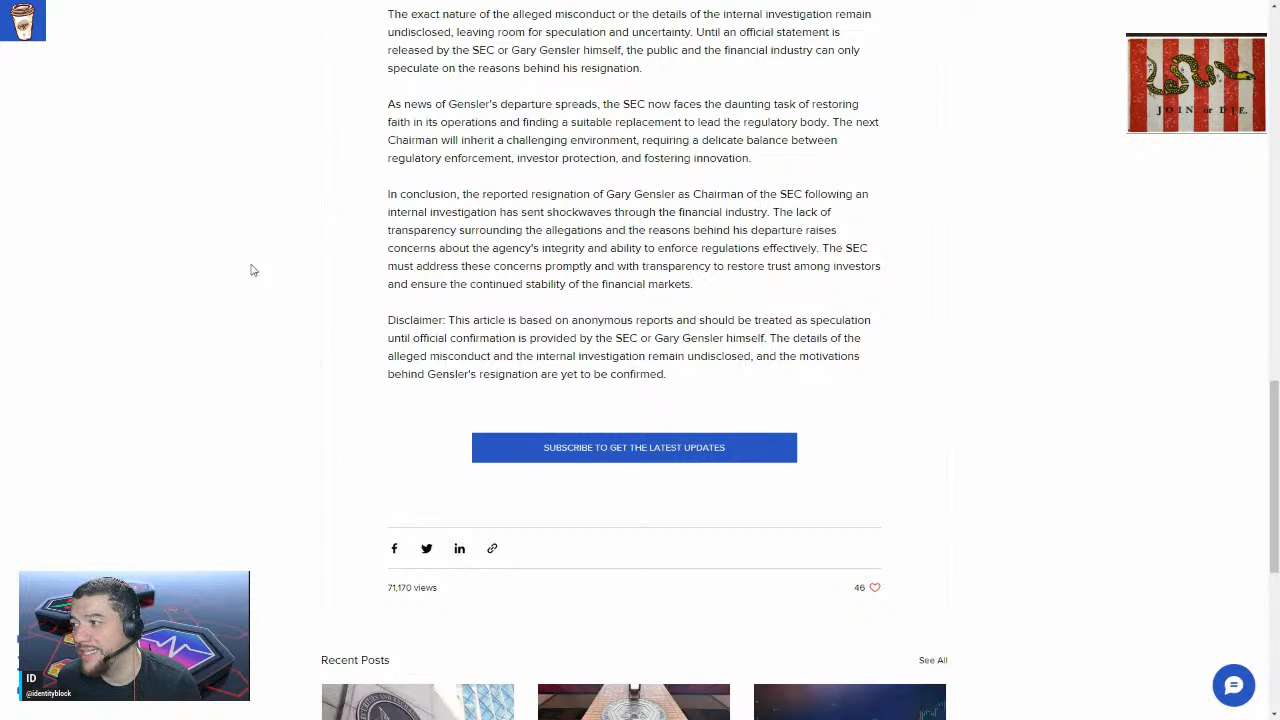 The exact nature of the alleged misconduct or the details of the internal investigation remain
undisclosed, leaving room for speculation and uncertainty. Until an official statement is
released by the SEC or Gary Gensler himself, the public and the financial industry can only
speculate on the reasons behind his resignation.
As news of Gensler's departure spreads, the SEC now faces the daunting task of restoring
faith in its operations and finding a suitable replacement to lead the regulatory body. The next
Chairman will inherit a challenging environment, requiring a delicate balance between
regulatory enforcement, investor protection, and fostering innovation.
In conclusion, the reported resignation of Gary Gensler as Chairman of the SEC following an
internal investigation has sent shockwaves through the financial industry. The lack of
transparency surrounding the allegations and the reasons behind his departure raises
concerns about the agency's integrity and ability to enforce regulations effectively. The SEC
must address these concerns promptly and with transparency to restore trust among investors
and ensure the continued stability of the financial markets.
Disclaimer: This article is based on anonymous reports and should be treated as speculation
until official confirmation is provided by the SEC or Gary Gensler himself. The details of the
alleged misconduct and the internal investigation remain undisclosed, and the motivations
behind Gensler's resignation are yet to be confirmed.
SUBSCRIBE TO GET THE LATEST UPDATES
71,170 views
46
Recent Posts
See All
JOIN or DIE.
ID
@identityblock